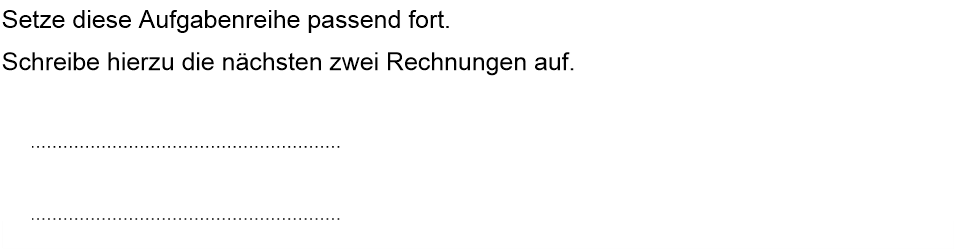 Setze diese Aufgabenreihe passend fort.
Schreibe hierzu die nächsten zwei Rechnungen auf.